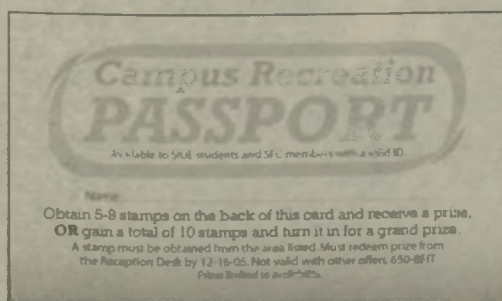 Campus Recreation
PASSPORT
Available to SIUE students and SFC members with a valid ID
Name
Obtain 5-9 stamps on the back of this card and receive a prize,
OR gain a total of 10 stamps and turn it in for a grand prize.
A stamp must be obtained from the area listed. Must redeem prize from
the Reception Desk by 12-16-05. Not valid with other offers. 650-BFIT
Prizes limited to availability.